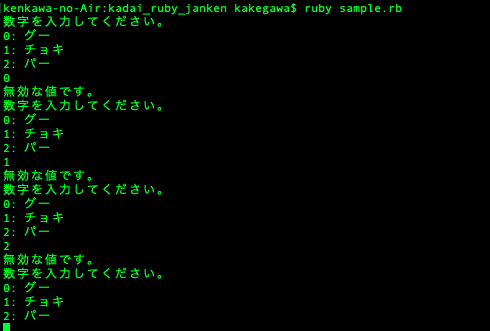 kenkawa-no-Air:kadai_ruby_janken kakegawa$ ruby sample.rb
数字を入力してください。
0: グー
1: チョキ
2: パー
0
無効な値です。
数字を入力してください。
0: グー
1: チョキ
2: パー
1
無効な値です。
数字を入力してください。
0: グー
1: チョキ
2: パー
2
無効な値です。
数字を入力してください。
0: グー
1: チョキ
2: パー